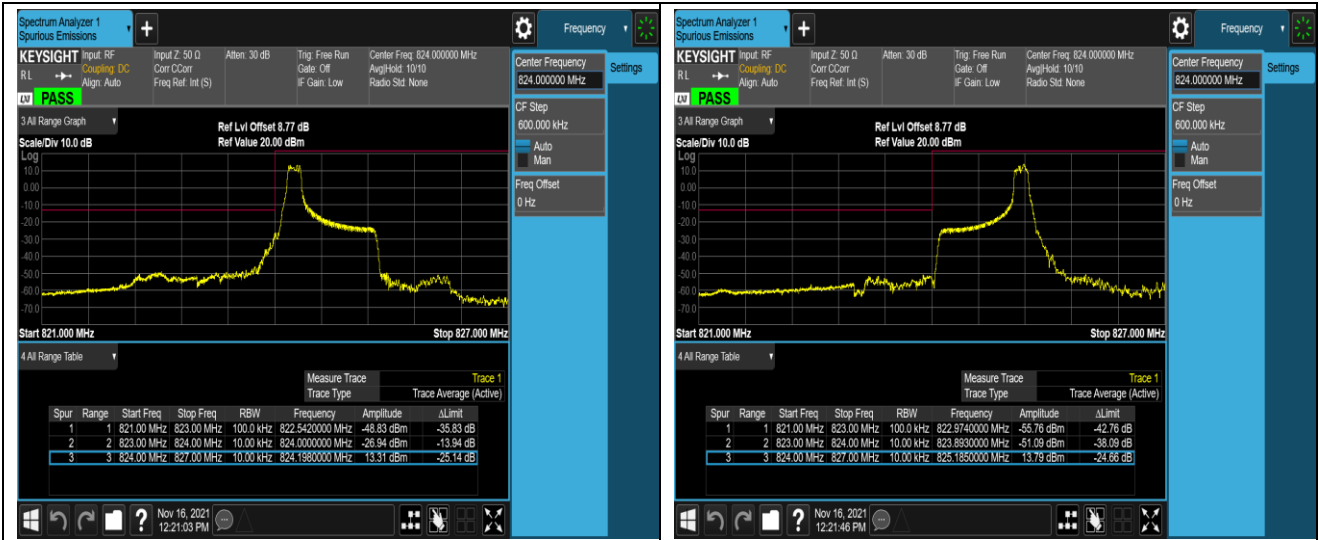 Spectrum Analyzer 1
Spurious Emissions
+
Frequency
KEYSIGHT Input: RF Input Z: 50 Ω Atten: 30 dB Trig: Free Run Center Freq: 824.000000 MHz
Coupling: DC Corr CCorr Gate: Off Avg|Hold: 10/10
R L Align: Auto Freq Ref: Int (S) IF Gain: Low Radio Std: None
PASS
Center Frequency
824.000000 MHz
Settings
CF Step
600.000 kHz
Auto
Man
Freq Offset
0 Hz
3 All Range Graph
Ref Lvl Offset 8.77 dB
Scale/Div 10.0 dB Ref Value 20.00 dBm
Log
10.0
0.00
-10.0
-20.0
-30.0
-40.0
-50.0
-60.0
-70.0
Start 821.000 MHz Stop 827.000 MHz
4 All Range Table
Measure Trace Trace 1
Trace Type Trace Average (Active)
Spur Range Start Freq Stop Freq RBW Frequency Amplitude ΔLimit
1 1 821.00 MHz 823.00 MHz 100.0 kHz 822.5420000 MHz -48.83 dBm -35.83 dB
2 2 823.00 MHz 824.00 MHz 10.00 kHz 824.0000000 MHz -26.94 dBm -13.94 dB
3 3 824.00 MHz 827.00 MHz 10.00 kHz 824.1980000 MHz 13.31 dBm -25.14 dB
?
Nov 16, 2021
12:21:03 PM
Spectrum Analyzer 1
Spurious Emissions
+
Frequency
KEYSIGHT Input: RF Input Z: 50 Ω Atten: 30 dB Trig: Free Run Center Freq: 824.000000 MHz
Coupling: DC Corr CCorr Gate: Off Avg|Hold: 10/10
R L Align: Auto Freq Ref: Int (S) IF Gain: Low Radio Std: None
PASS
Center Frequency
824.000000 MHz
Settings
CF Step
600.000 kHz
Auto
Man
Freq Offset
0 Hz
3 All Range Graph
Ref Lvl Offset 8.77 dB
Scale/Div 10.0 dB Ref Value 20.00 dBm
Log
10.0
0.00
-10.0
-20.0
-30.0
-40.0
-50.0
-60.0
-70.0
Start 821.000 MHz Stop 827.000 MHz
4 All Range Table
Measure Trace Trace 1
Trace Type Trace Average (Active)
Spur Range Start Freq Stop Freq RBW Frequency Amplitude ΔLimit
1 1 821.00 MHz 823.00 MHz 100.0 kHz 822.9740000 MHz -55.76 dBm -42.76 dB
2 2 823.00 MHz 824.00 MHz 10.00 kHz 823.8930000 MHz -51.09 dBm -38.09 dB
3 3 824.00 MHz 827.00 MHz 10.00 kHz 825.1850000 MHz 13.79 dBm -24.66 dB
?
Nov 16, 2021
12:21:46 PM